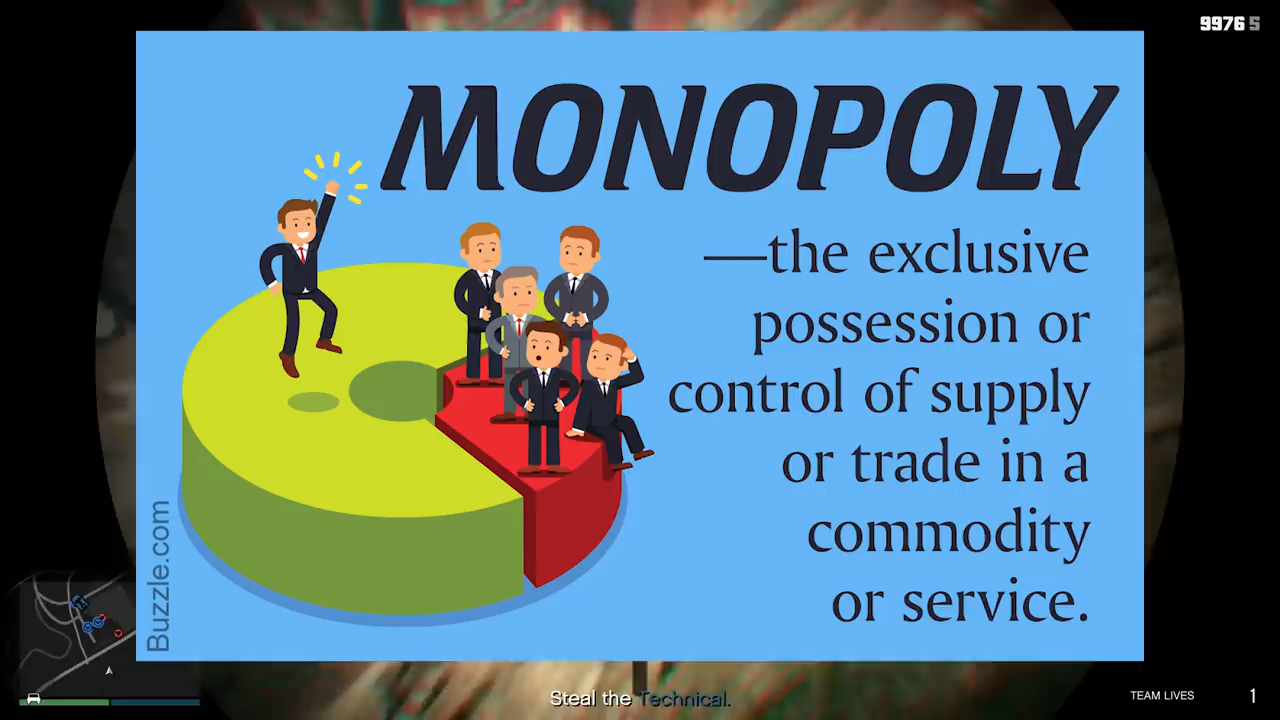 9976 5
MONOPOLY
—the exclusive
possession or
control of supply
or trade in a
commodity
or service.
Buzzle.com
Steal the Technical.
TEAM LIVES 1